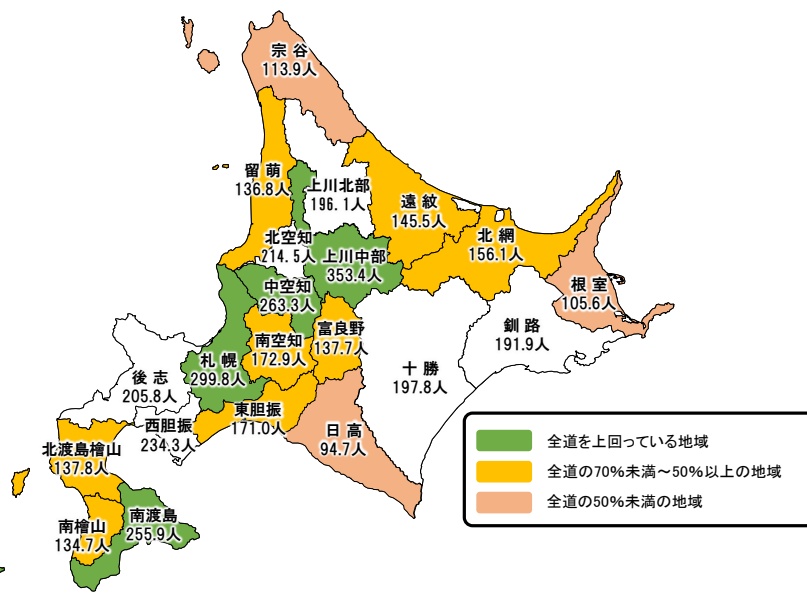 宗谷
113.9人
留萌
136.8人
上川北部
196.1人
遠紋
145.5人
北網
156.1人
北空知
214.5人
上川中部
353.4人
中空知
263.3人
根室
105.6人
釧路
191.9人
富良野
137.7人
南空知
172.9人
札幌
299.8人
十勝
197.8人
後志
205.8人
東胆振
171.0人
西胆振
234.3人
日高
94.7人
北渡島檜山
137.8人
南渡島
255.9人
南檜山
134.7人
全道を上回っている地域
全道の70%未満～50%以上の地域
全道の50%未満の地域